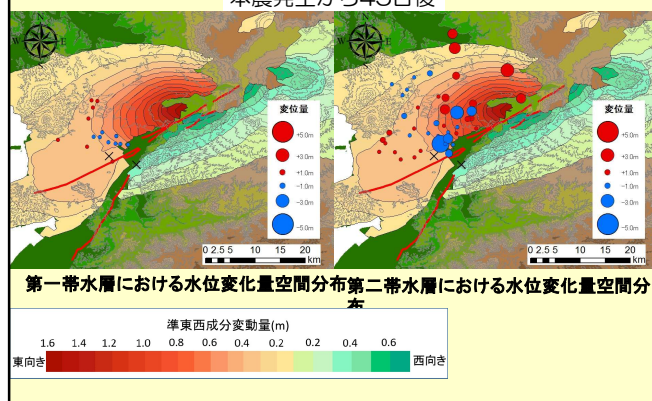 本震発生から45日後
N
W E
S
変位量
+5.0m
+3.0m
+1.0m
-1.0m
-3.0m
-5.0m
0 2.5 5 10 15 20
km
N
W E
S
変位量
+5.0m
+3.0m
+1.0m
-1.0m
-3.0m
-5.0m
0 2.5 5 10 15 20
km
第一帯水層における水位変化量空間分布
第二帯水層における水位変化量空間分
布
準東西成分変動量(m)
1.6 1.4 1.2 1.0 0.8 0.6 0.4 0.2 0.2 0.4 0.6
東向き 西向き